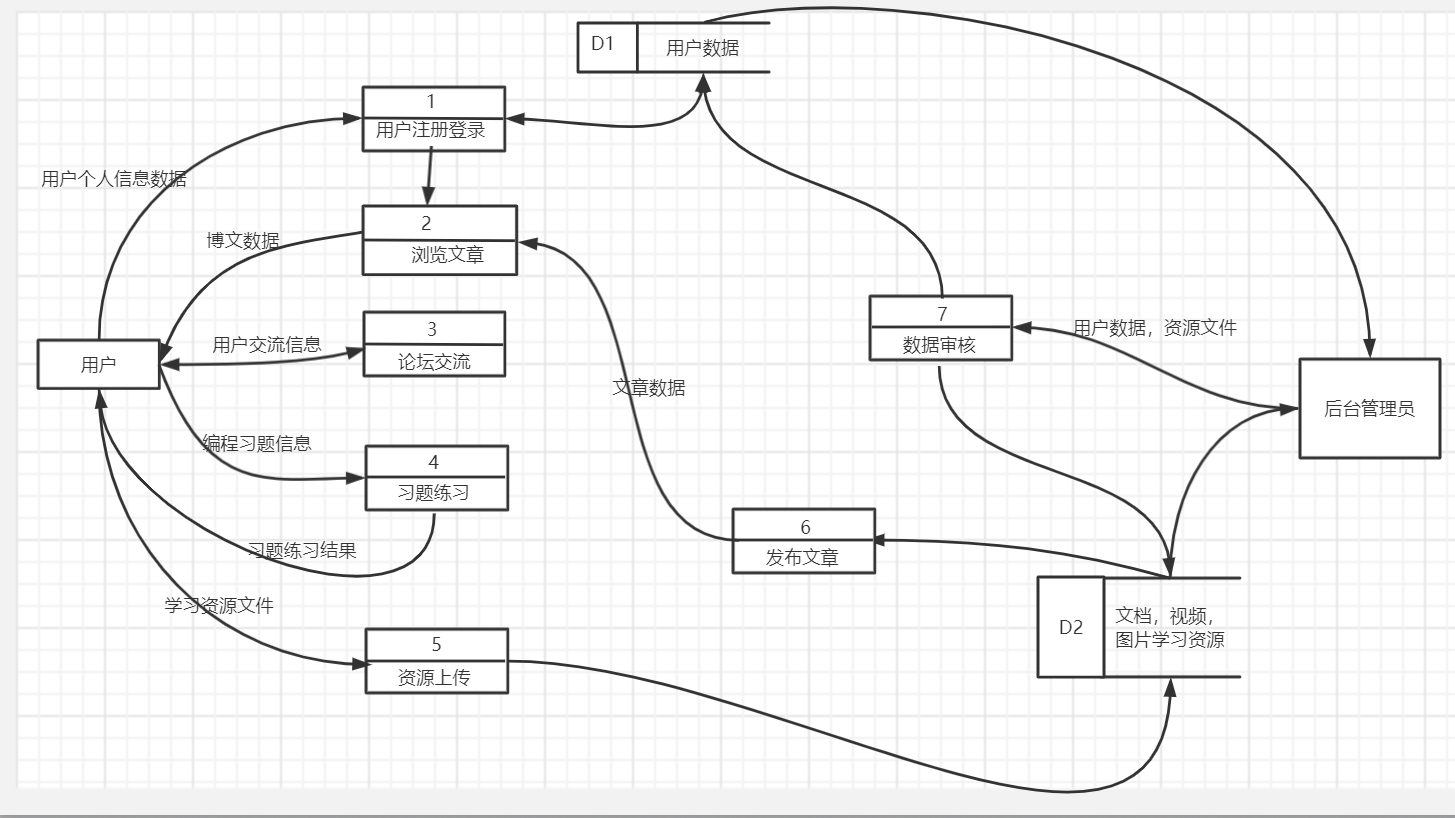 D1
用户数据
1
用户注册登录
用户个人信息数据
2
浏览文章
博文数据
3
论坛交流
用户交流信息
用户
7
数据审核
用户数据，资源文件
后台管理员
文章数据
编程习题信息
4
习题练习
6
发布文章
习题练习结果
学习资源文件
D2
文档，视频，
图片学习资源
5
资源上传